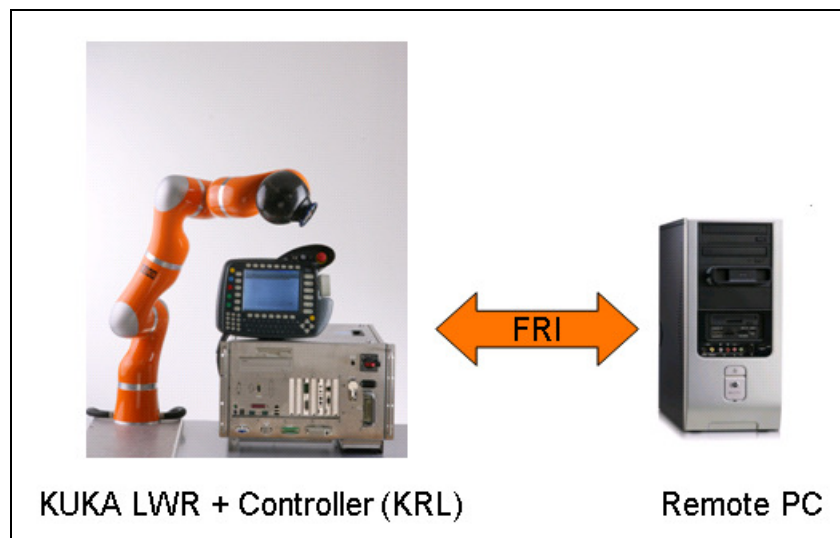 FRI
KUKA LWR + Controller (KRL)
Remote PC